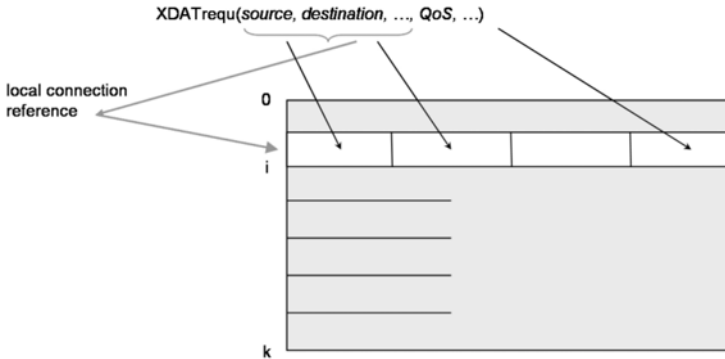 XDATrequ(source, destination, ..., QoS, ...)
local connection
reference
0
i
k